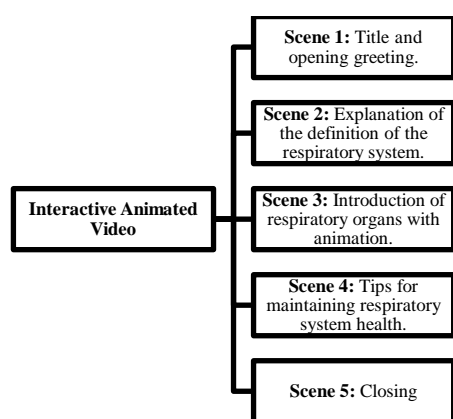 Interactive Animated
Video
Scene 1: Title and
opening greeting.
Scene 2: Explanation of
the definition of the
respiratory system.
Scene 3: Introduction of
respiratory organs with
animation.
Scene 4: Tips for
maintaining respiratory
system health.
Scene 5: Closing